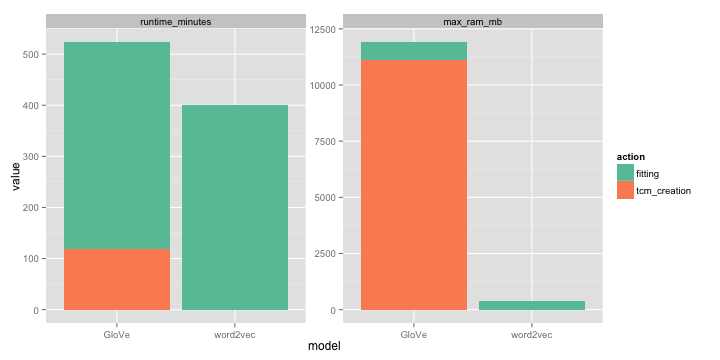 runtime_minutes
max_ram_mb
value
500
400
300
200
100
0
12500
10000
7500
5000
2500
0
GloVe
word2vec
GloVe
word2vec
model
action
fitting
tcm_creation